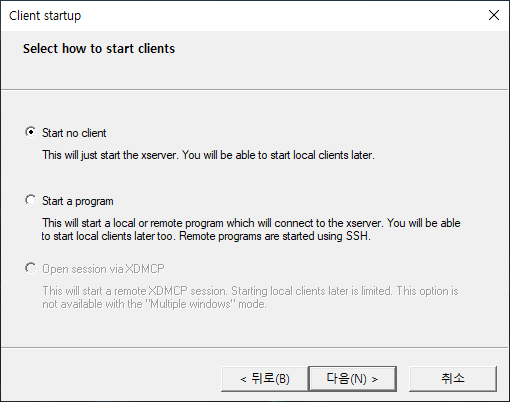 Client startup
Select how to start clients
Start no client
This will just start the xserver. You will be able to start local clients later.
Start a program
This will start a local or remote program which will connect to the xserver. You will be able
to start local clients later too. Remote programs are started using SSH.
Open session via XDMCP
This will start a remote XDMCP session. Starting local clients later is limited. This option is
not available with the "Multiple windows" mode.
< 뒤로(B) 다음(N) > 취소